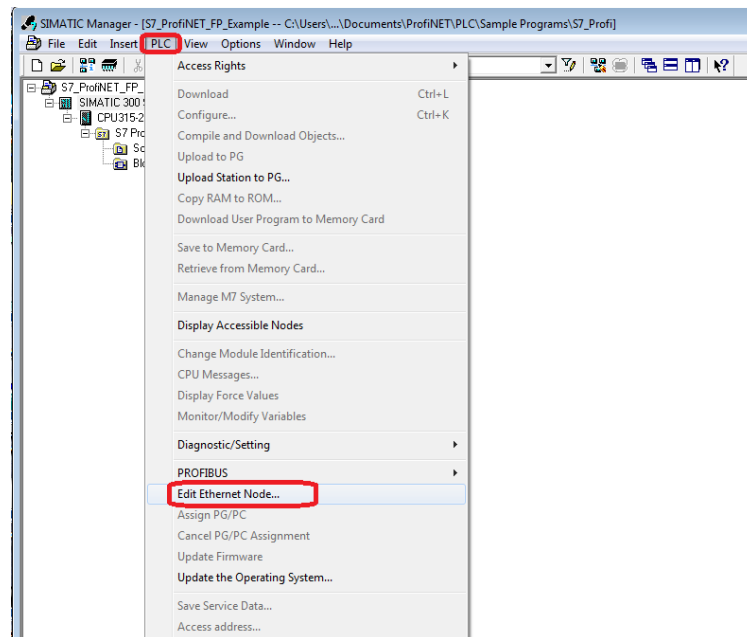 SIMATIC Manager - [S7_ProfiNET_FP_Example -- C:\Users\...\Documents\ProfiNET\PLC\Sample Programs\S7_Profi]
File Edit Insert PLC View Options Window Help
S7_ProfiNET_FP_
SIMATIC 300
CPU315-2
S7 Pro
Access Rights
Download Ctrl+L
Configure... Ctrl+K
Compile and Download Objects...
Upload to PG
Upload Station to PG...
Copy RAM to ROM...
Download User Program to Memory Card
Save to Memory Card...
Retrieve from Memory Card...
Manage M7 System...
Display Accessible Nodes
Change Module Identification...
CPU Messages...
Display Force Values
Monitor/Modify Variables
Diagnostic/Setting
PROFIBUS
Edit Ethernet Node...
Assign PG/PC
Cancel PG/PC Assignment
Update Firmware
Update the Operating System...
Save Service Data...
Access address...